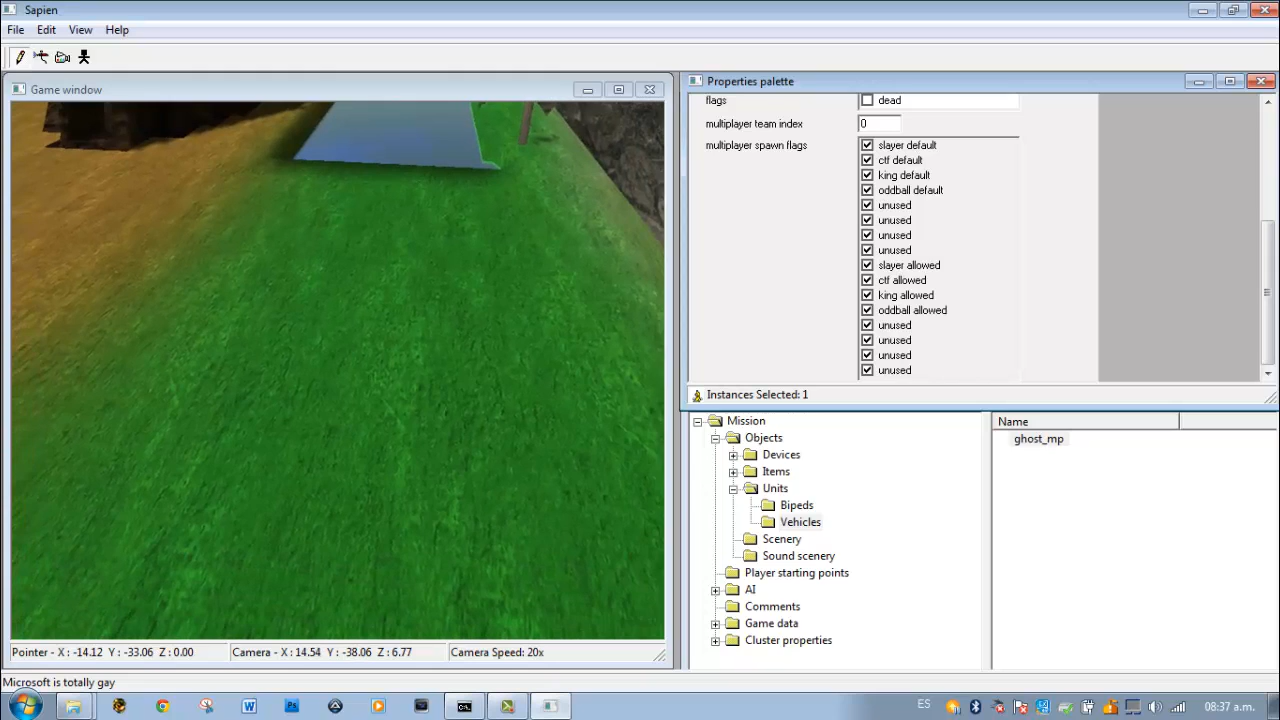 Sapien
File Edit View Help
Game window
Properties palette
flags dead
multiplayer team index 0
multiplayer spawn flags slayer default
ctf default
king default
oddball default
unused
unused
unused
unused
slayer allowed
ctf allowed
king allowed
oddball allowed
unused
unused
unused
unused
Instances Selected: 1
Mission
Objects
Devices
Items
Units
Bipeds
Vehicles
Scenery
Sound scenery
Player starting points
AI
Comments
Game data
Cluster properties
Name
ghost_mp
Pointer - X : -14.12 Y : -33.06 Z : 0.00 Camera - X : 14.54 Y : -38.06 Z : 6.77 Camera Speed: 20x
Microsoft is totally gay
ES 08:37 a.m.